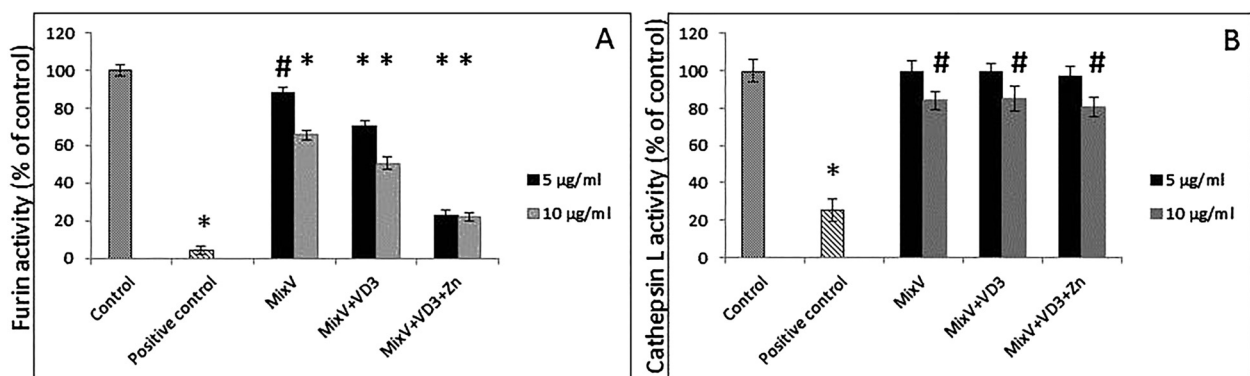 A
Furin activity (% of control)
120
100
80
60
40
20
0
*
#
*
*
*
*
*
Control
Positive control
MixV
MixV+VD3
MixV+VD3+Zn
5 µg/ml
10 µg/ml
B
Cathepsin L activity (% of control)
120
100
80
60
40
20
0
*
#
#
#
Control
Positive control
MixV
MixV+VD3
MixV+VD3+Zn
5 µg/ml
10 µg/ml